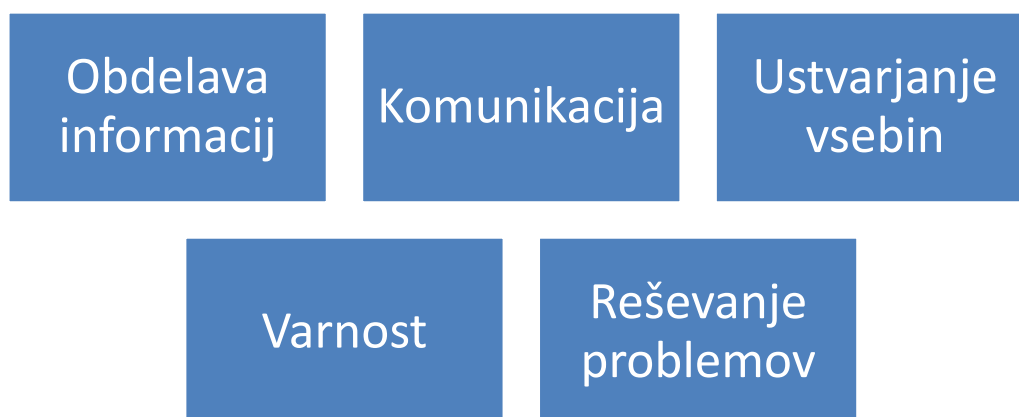 Obdelava
informacij
Komunikacija
Ustvarjanje
vsebin
Varnost
Reševanje
problemov